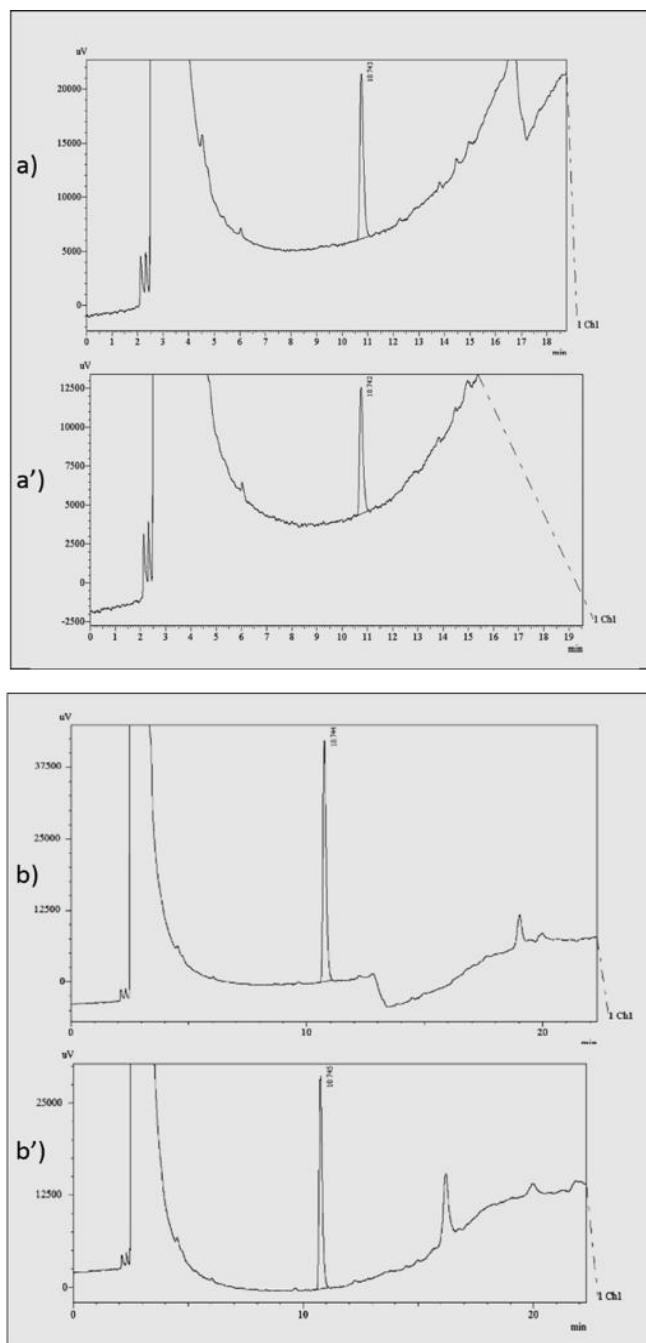 uV
10.743
20000
15000
a)
10000
5000
0
0 1 2 3 4 5 6 7 8 9 10 11 12 13 14 15 16 17 18
1 Ch1
min
uV
10.742
12500
10000
7500
a’)
5000
2500
0
-2500
0 1 2 3 4 5 6 7 8 9 10 11 12 13 14 15 16 17 18 19
1 Ch1
min
uV
10.744
37500
25000
b)
12500
0
0 10 20
1 Ch1
min
uV
10.745
25000
b’)
12500
0
0 10 20
1 Ch1
min